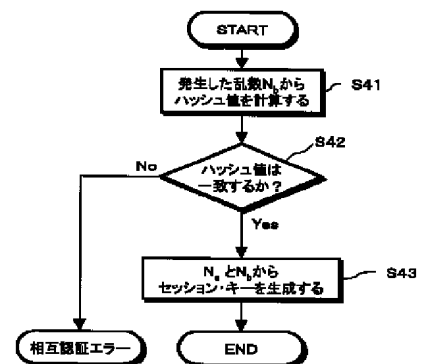 START
発生した乱数Nbから
ハッシュ値を計算する
S41
S42
ハッシュ値は
一致するか？
No
Yes
NaとNbから
セッション・キーを生成する
S43
相互認証エラー
END